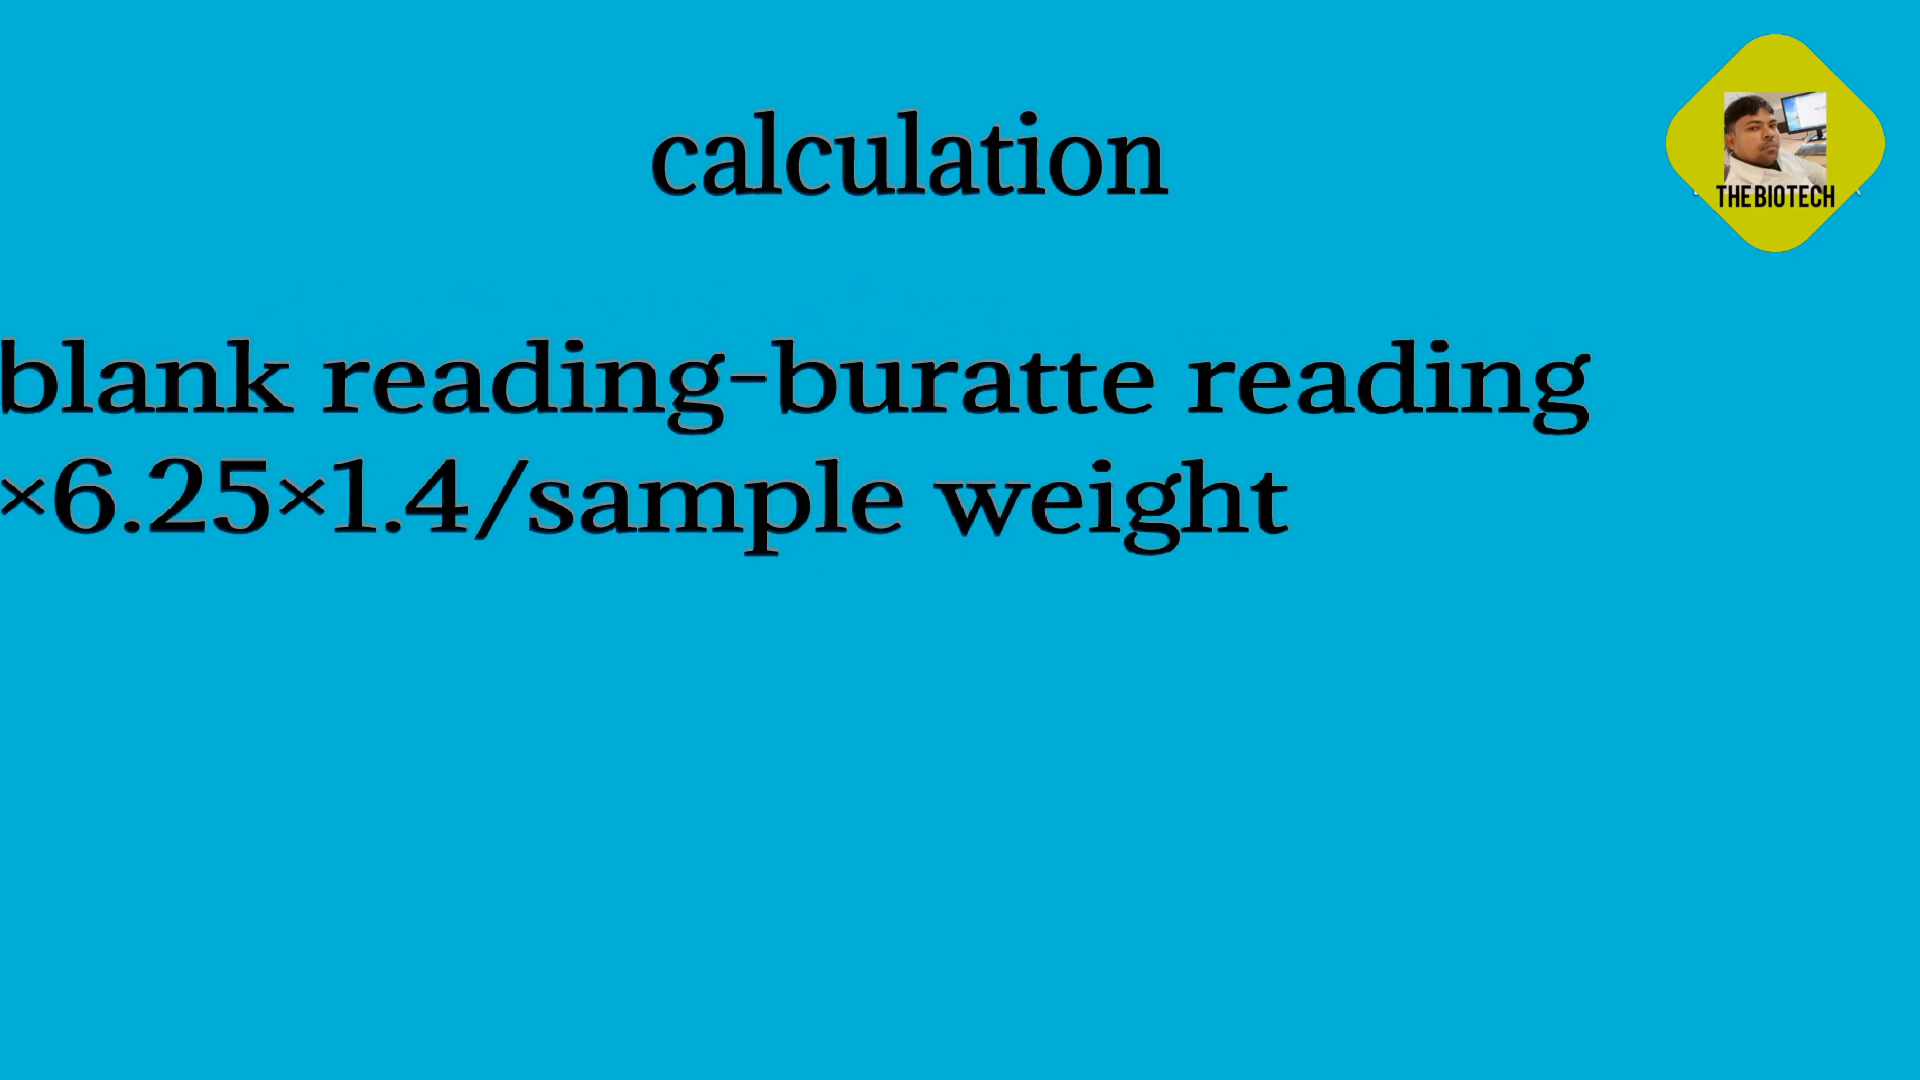 calculation
THE BIOTECH
blank reading-buratte reading
×6.25×1.4/sample weight